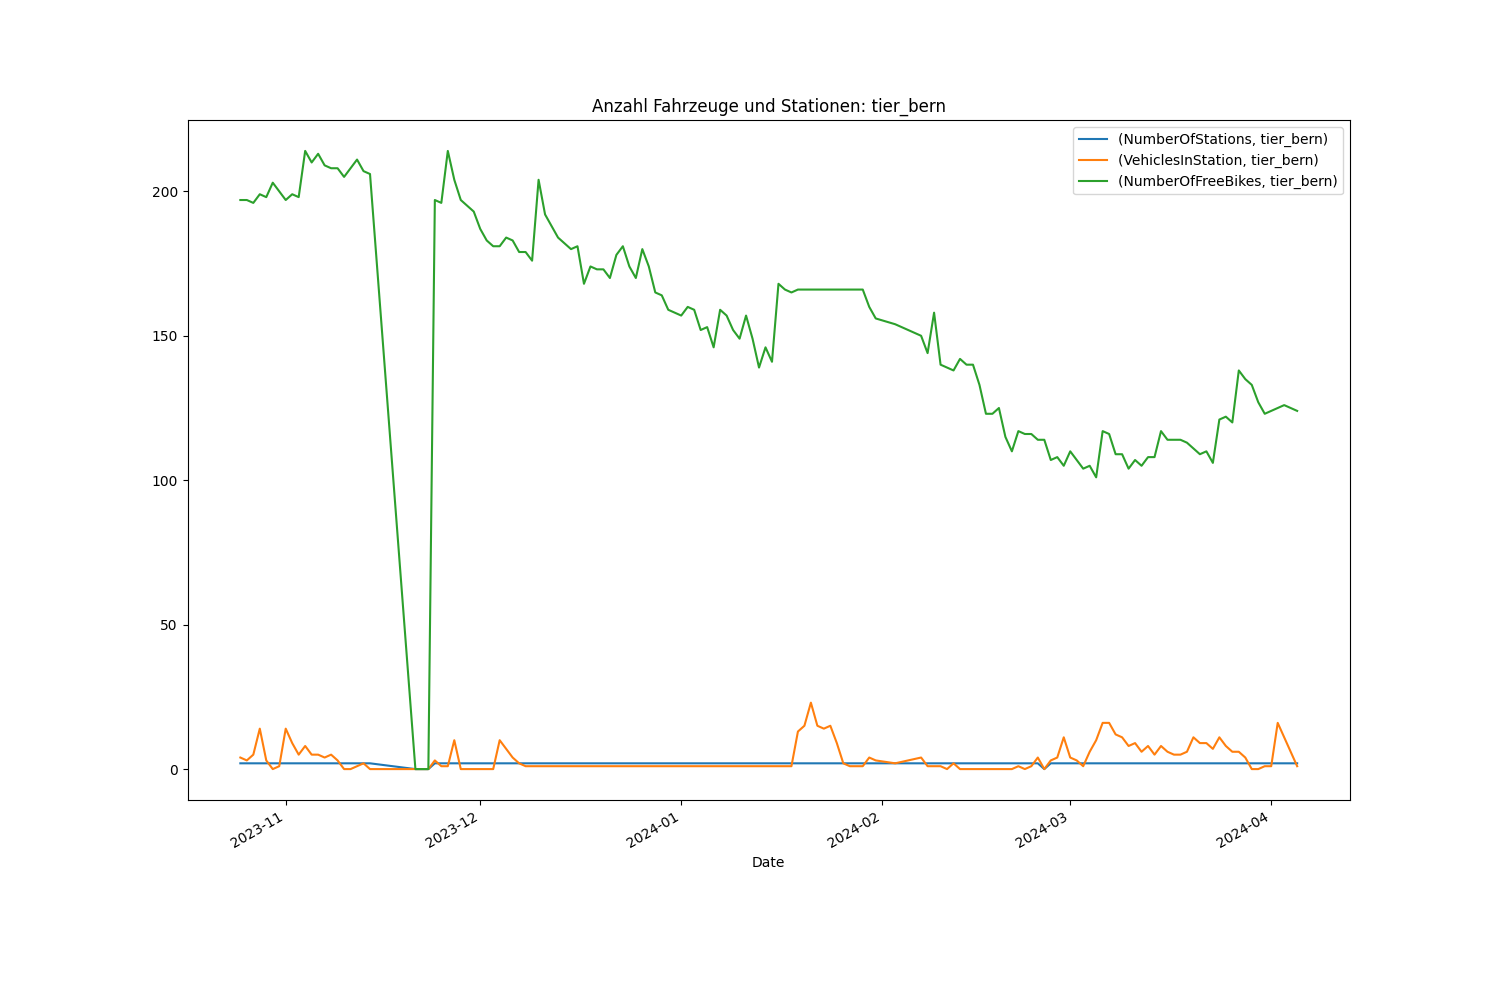 Anzahl Fahrzeuge und Stationen: tier_bern
(NumberOfStations, tier_bern)
(VehiclesInStation, tier_bern)
(NumberOfFreeBikes, tier_bern)
200
150
100
50
0
2023-11
2023-12
2024-01
2024-02
2024-03
2024-04
Date